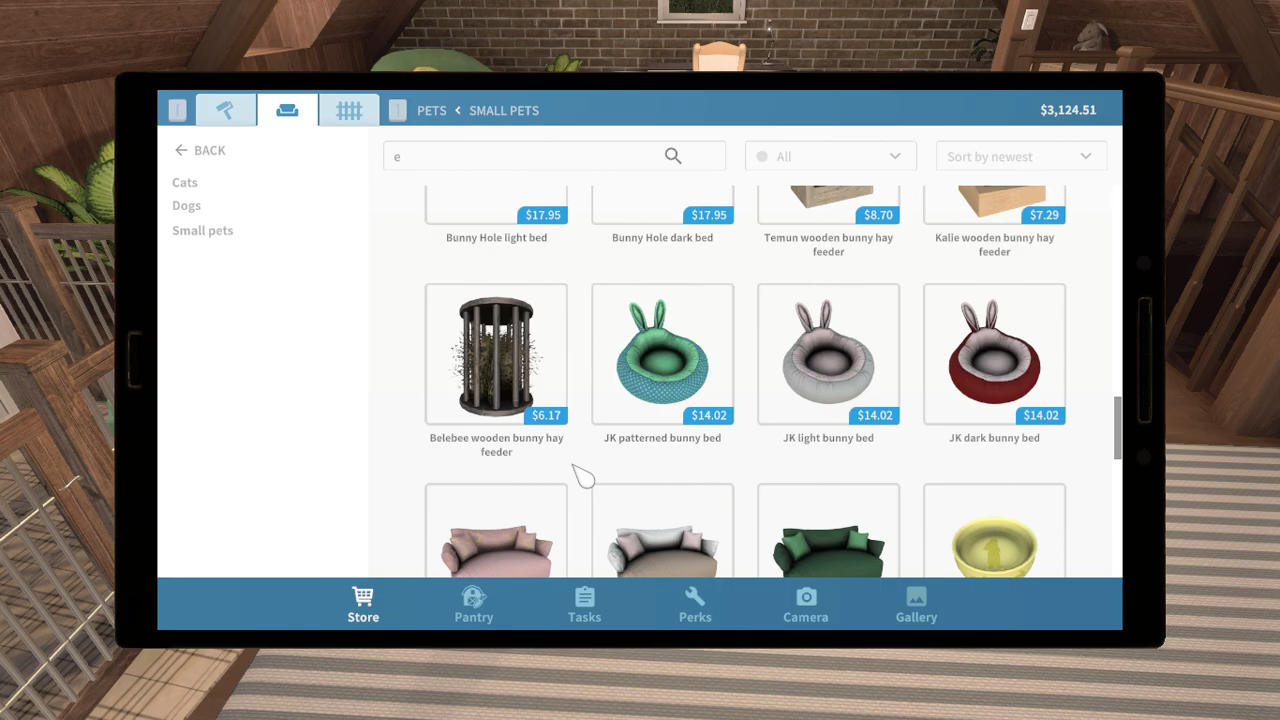 PETS < SMALL PETS
$3,124.51
BACK
Cats
Dogs
Small pets
e
All
Sort by newest
$17.95
$17.95
$8.70
$7.29
Bunny Hole light bed
Bunny Hole dark bed
Temun wooden bunny hay
feeder
Kalie wooden bunny hay
feeder
$6.17
$14.02
$14.02
$14.02
Belebee wooden bunny hay
feeder
JK patterned bunny bed
JK light bunny bed
JK dark bunny bed
Store
Pantry
Tasks
Perks
Camera
Gallery